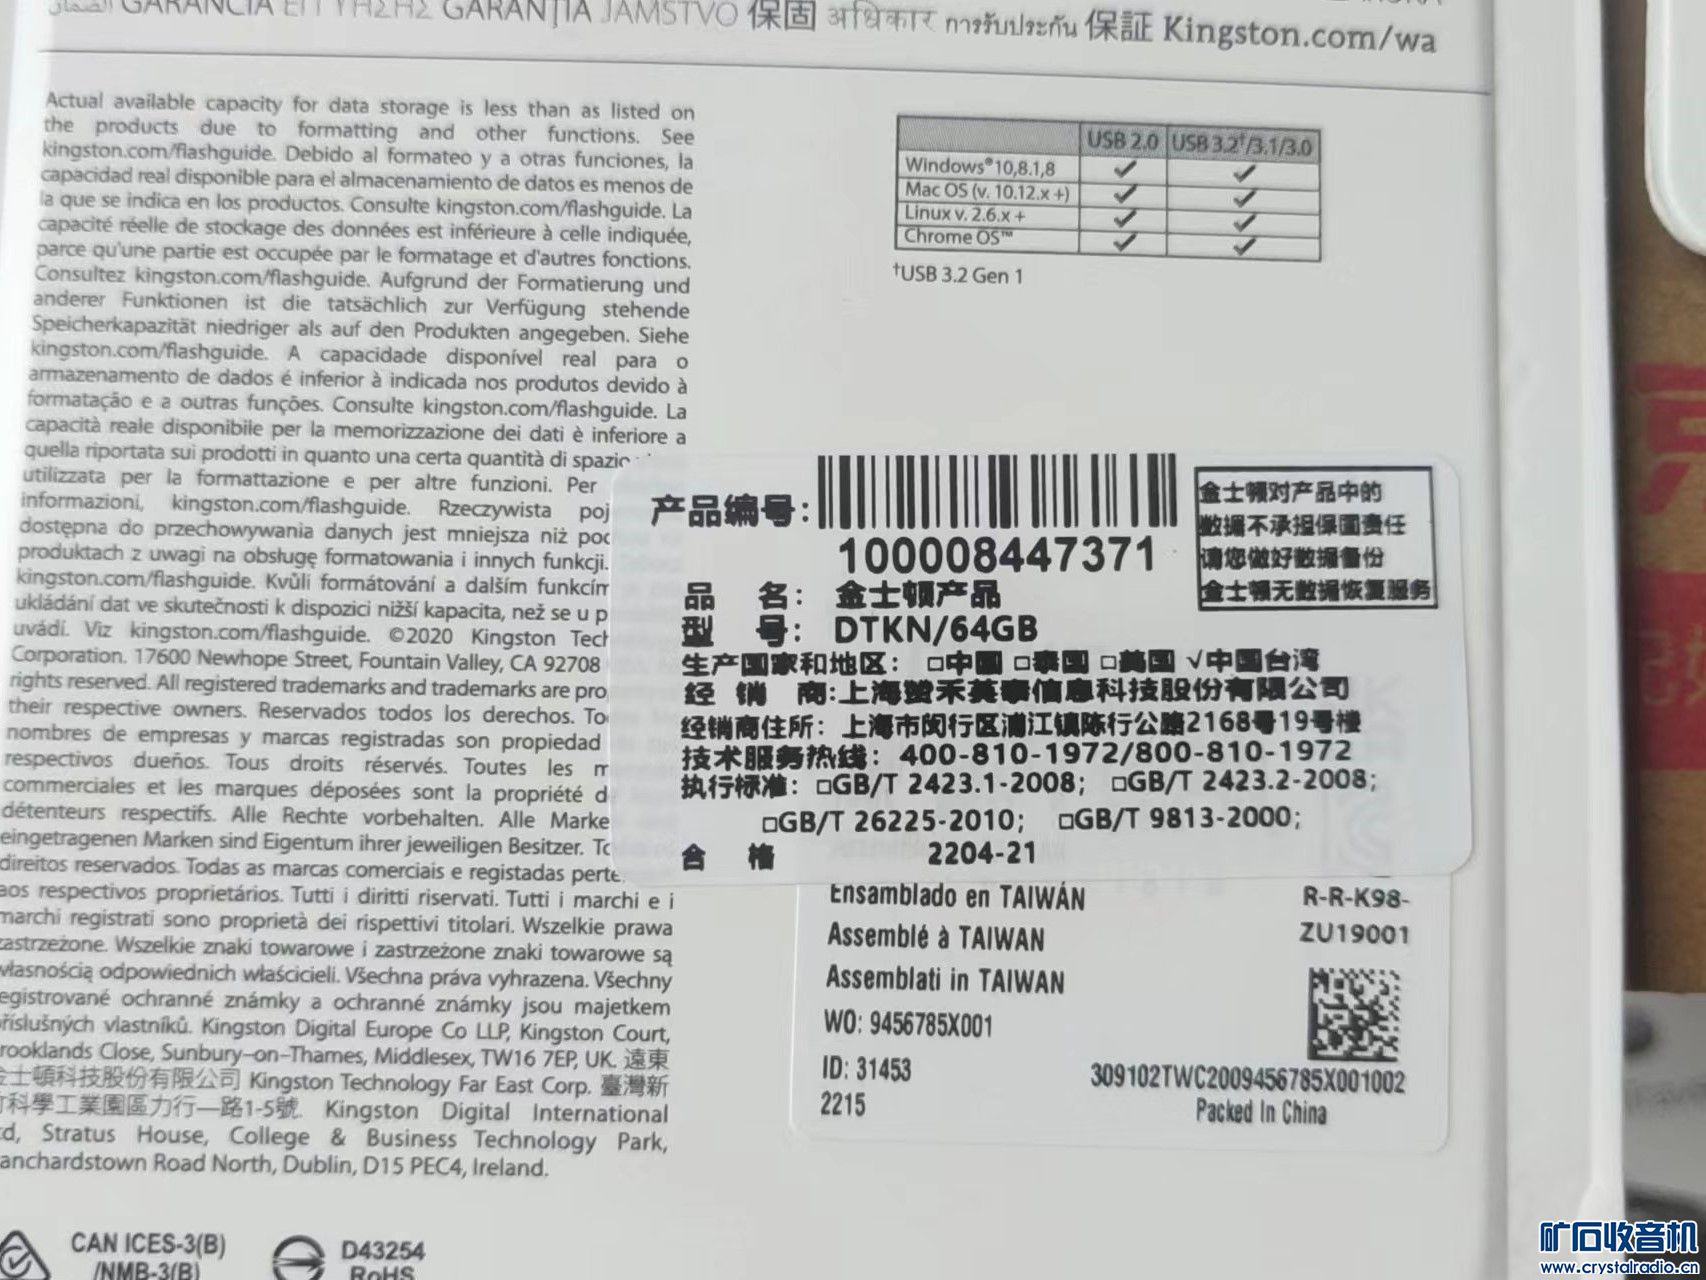 الضمان GARANCIA ΕΓΓΥΗΣΗΣ GARANȚIA JAMSTVO 保固 अधिकार การรับประกัน 保証 Kingston.com/wa
Actual available capacity for data storage is less than as listed on
the products due to formatting and other functions. See
kingston.com/flashguide. Debido al formateo y a otras funciones, la
capacidad real disponible para el almacenamiento de datos es menos de
la que se indica en los productos. Consulte kingston.com/flashguide. La
capacité réelle de stockage des données est inférieure à celle indiquée,
parce qu'une partie est occupée par le formatage et d'autres fonctions.
Consultez kingston.com/flashguide. Aufgrund der Formatierung und
anderer Funktionen ist die tatsächlich zur Verfügung stehende
Speicherkapazität niedriger als auf den Produkten angegeben. Siehe
kingston.com/flashguide. A capacidade disponível real para o
armazenamento de dados é inferior à indicada nos produtos devido à
formatação e a outras funções. Consulte kingston.com/flashguide. La
capacità reale disponibile per la memorizzazione dei dati è inferiore a
quella riportata sui prodotti in quanto una certa quantità di spazio
utilizzata per la formattazione e per altre funzioni. Per
informazioni, kingston.com/flashguide. Rzeczywista poj
dostępna do przechowywania danych jest mniejsza niż poc
produktach z uwagi na obsługę formatowania i innych funkcji.
kingston.com/flashguide. Kvůli formátování a dalším funkcím
ukládání dat ve skutečnosti k dispozici nižší kapacita, než se u p
uvádí. Viz kingston.com/flashguide. ©2020 Kingston Tech
Corporation. 17600 Newhope Street, Fountain Valley, CA 92708
rights reserved. All registered trademarks and trademarks are pro
their respective owners. Reservados todos los derechos. To
nombres de empresas y marcas registradas son propiedad
respectivos dueños. Tous droits réservés. Toutes les m
commerciales et les marques déposées sont la propriété d
détenteurs respectifs. Alle Rechte vorbehalten. Alle Marke
eingetragenen Marken sind Eigentum ihrer jeweiligen Besitzer. To
direitos reservados. Todas as marcas comerciais e registadas perte
aos respectivos proprietários. Tutti i diritti riservati. Tutti i marchi e i
marchi registrati sono proprietà dei rispettivi titolari. Wszelkie prawa
zastrzeżone. Wszelkie znaki towarowe i zastrzeżone znaki towarowe są
własnością odpowiednich właścicieli. Všechna práva vyhrazena. Všechny
egistrované ochranné známky a ochranné známky jsou majetkem
příslušných vlastníků. Kingston Digital Europe Co LLP, Kingston Court,
rooklands Close, Sunbury-on-Thames, Middlesex, TW16 7EP, UK. 遠東
金士頓科技股份有限公司 Kingston Technology Far East Corp. 臺灣新
竹科學工業園區力行一路1-5號. Kingston Digital International
td, Stratus House, College & Business Technology Park,
anchardstown Road North, Dublin, D15 PEC4, Ireland.
CAN ICES-3(B)
/NMB-3(B)
D43254
RoHS
USB 2.0 USB 3.2†/3.1/3.0
Windows®10,8.1,8 ✓ ✓
Mac OS (v. 10.12.x +) ✓ ✓
Linux v. 2.6.x + ✓ ✓
Chrome OS™ ✓ ✓
†USB 3.2 Gen 1
产品编号:
100008447371
金士顿对产品中的
数据不承担保固责任
请您做好数据备份
金士顿无数据恢复服务
品 名: 金士顿产品
型 号: DTKN/64GB
生产国家和地区: □中国 □泰国 □美国 √中国台湾
经 销 商:上海赞禾英泰信息科技股份有限公司
经销商住所: 上海市闵行区浦江镇陈行公路2168号19号楼
技术服务热线: 400-810-1972/800-810-1972
执行标准: □GB/T 2423.1-2008; □GB/T 2423.2-2008;
□GB/T 26225-2010; □GB/T 9813-2000;
合 格 2204-21
Ensamblado en TAIWÁN
Assemblé à TAIWAN
Assemblati in TAIWAN
WO: 9456785X001
ID: 31453
2215
R-R-K98-
ZU19001
309102TWC2009456785X001002
Packed In China
矿石收音机
www.crystalradio.cn